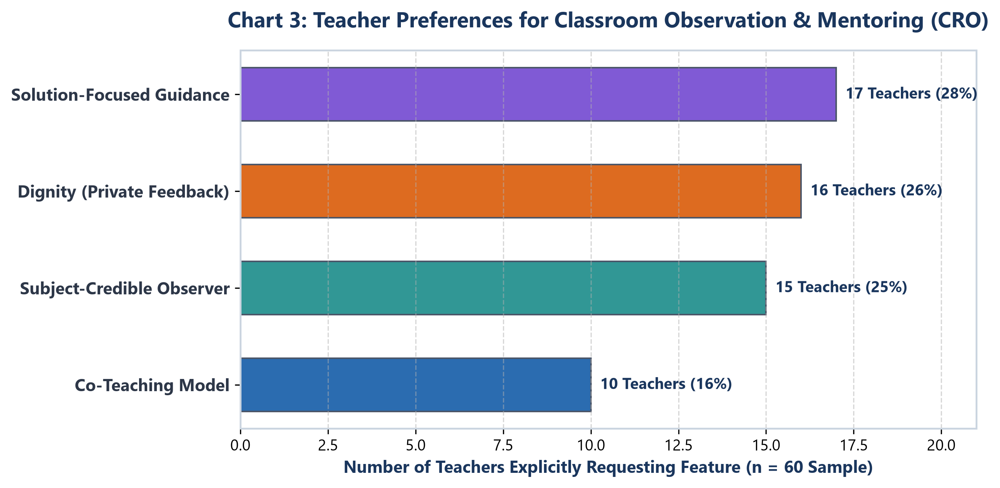 Chart 3: Teacher Preferences for Classroom Observation & Mentoring (CRO)
Solution-Focused Guidance
17 Teachers (28%)
Dignity (Private Feedback)
16 Teachers (26%)
Subject-Credible Observer
15 Teachers (25%)
Co-Teaching Model
10 Teachers (16%)
0.0 2.5 5.0 7.5 10.0 12.5 15.0 17.5 20.0
Number of Teachers Explicitly Requesting Feature (n = 60 Sample)